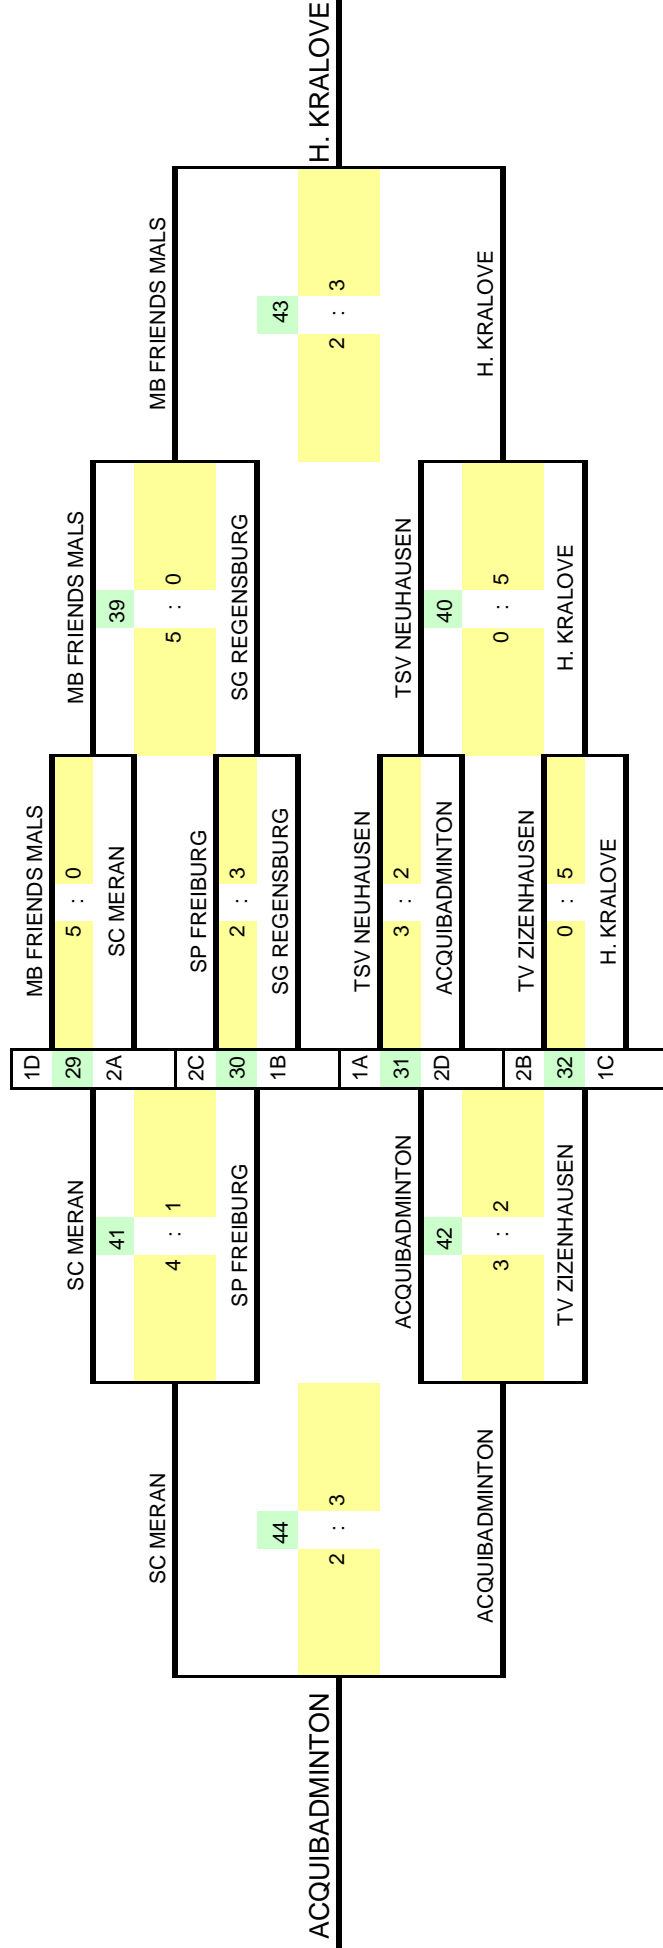 MB FRIENDS MALS
5 : 0
SC MERAN
SP FREIBURG
2 : 3
SG REGENSBURG
TSV NEUHAUSEN
3 : 2
ACQUIBADMINTON
TV ZIZENHAUSEN
0 : 5
H. KRALOVE
1D
29
2A
2C
30
1B
1A
31
2D
2B
32
1C
MB FRIENDS MALS
39
5 : 0
SG REGENSBURG
TSV NEUHAUSEN
40
0 : 5
H. KRALOVE
MB FRIENDS MALS
43
2 : 3
H. KRALOVE
H. KRALOVE
SC MERAN
41
4 : 1
SP FREIBURG
ACQUIBADMINTON
42
3 : 2
TV ZIZENHAUSEN
SC MERAN
44
2 : 3
ACQUIBADMINTON
ACQUIBADMINTON